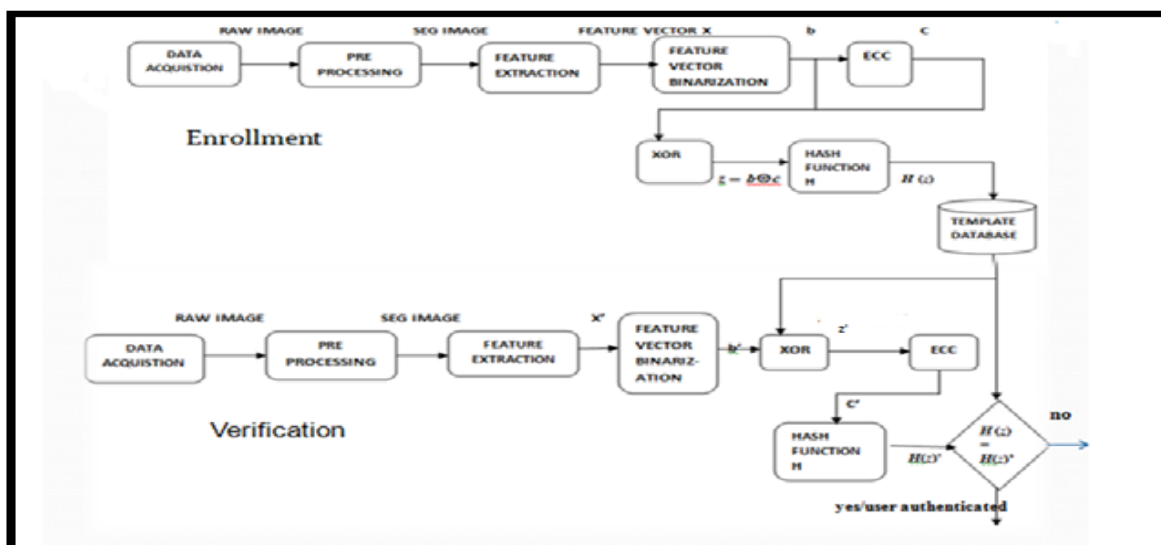 RAW IMAGE SEG IMAGE FEATURE VECTOR X b c
DATA
ACQUISTION
PRE
PROCESSING
FEATURE
EXTRACTION
FEATURE
VECTOR
BINARIZATION
ECC
Enrollment
XOR
z = b⊗c
HASH
FUNCTION
H
H (z)
TEMPLATE
DATABASE
RAW IMAGE SEG IMAGE X'
DATA
ACQUISTION
PRE
PROCESSING
FEATURE
EXTRACTION
FEATURE
VECTOR
BINARIZ-
ATION
b'
XOR
z'
ECC
C'
Verification
HASH
FUNCTION
H
H(z)'
H (z)
=
H(z)'
no
yes/user authenticated